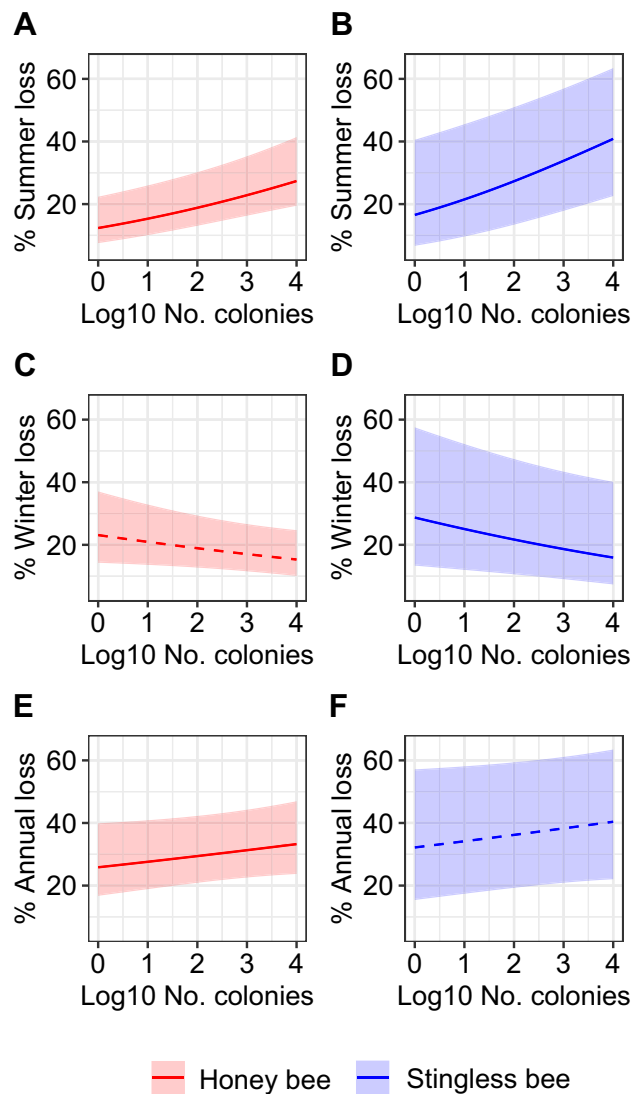 A
B
% Summer loss
60
40
20
0 1 2 3 4
Log10 No. colonies
% Summer loss
60
40
20
0 1 2 3 4
Log10 No. colonies
C
D
% Winter loss
60
40
20
0 1 2 3 4
Log10 No. colonies
% Winter loss
60
40
20
0 1 2 3 4
Log10 No. colonies
E
F
% Annual loss
60
40
20
0 1 2 3 4
Log10 No. colonies
% Annual loss
60
40
20
0 1 2 3 4
Log10 No. colonies
Honey bee
Stingless bee